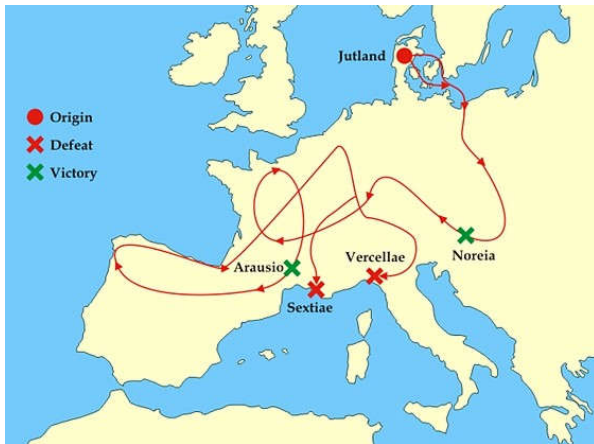 Jutland
Origin
Defeat
Victory
Arausio
Vercellae
Noreia
Sextiae